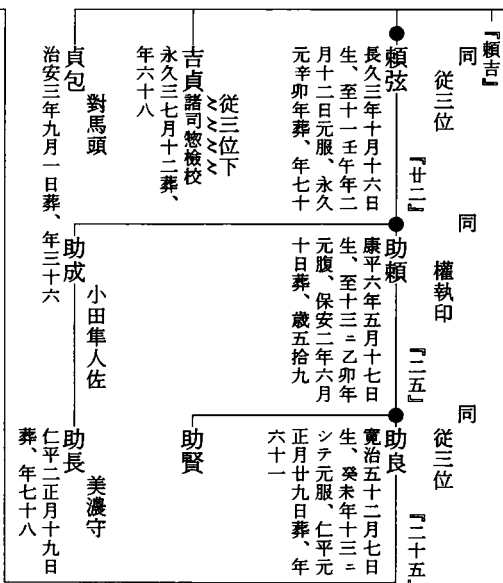 『頼吉』
同
従三位
頼弦
長久三年十月十六日
生、至十一壬午年二
月十二日元服、永久
元辛卯年葬、年七十
従三位下
吉貞諸司惣檢校
永久三七月十二葬、
年六十八
貞包
對馬頭
治安三年九月一日葬、年三十六
『廿二』
同
權執印
助頼
康平六年五月十七日
生、至十三ニ乙卯年
元腹、保安二年六月
十日葬、歳五拾九
助成
小田隼人佐
『二五』
同
従三位
助良
寛治五十二月七日
生、癸未年十三ニ
シテ元服、仁平元
正月廿九日葬、年
六十一
助賢
助長
美濃守
仁平二正月十九日
葬、年七十八
『二十五』